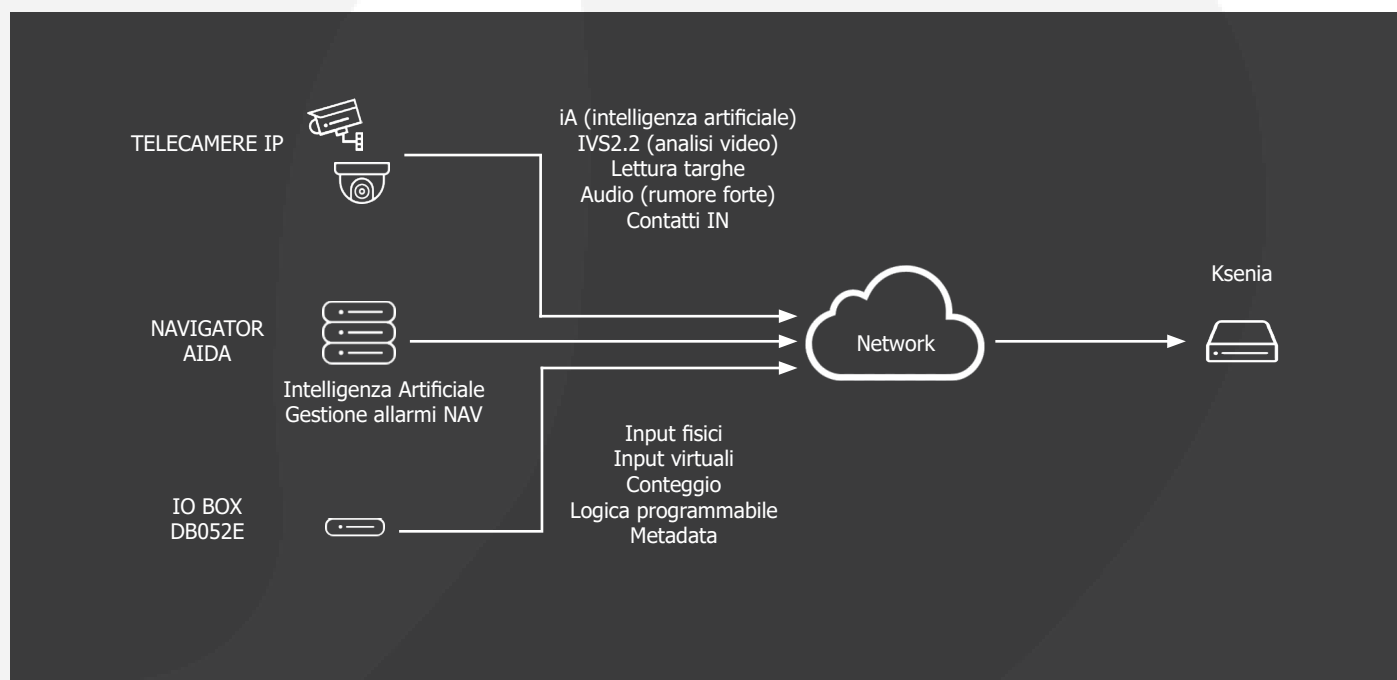 TELECAMERE IP
iA (intelligenza artificiale)
IVS2.2 (analisi video)
Lettura targhe
Audio (rumore forte)
Contatti IN
NAVIGATOR
AIDA
Intelligenza Artificiale
Gestione allarmi NAV
Network
Ksenia
IO BOX
DB052E
Input fisici
Input virtuali
Conteggio
Logica programmabile
Metadata